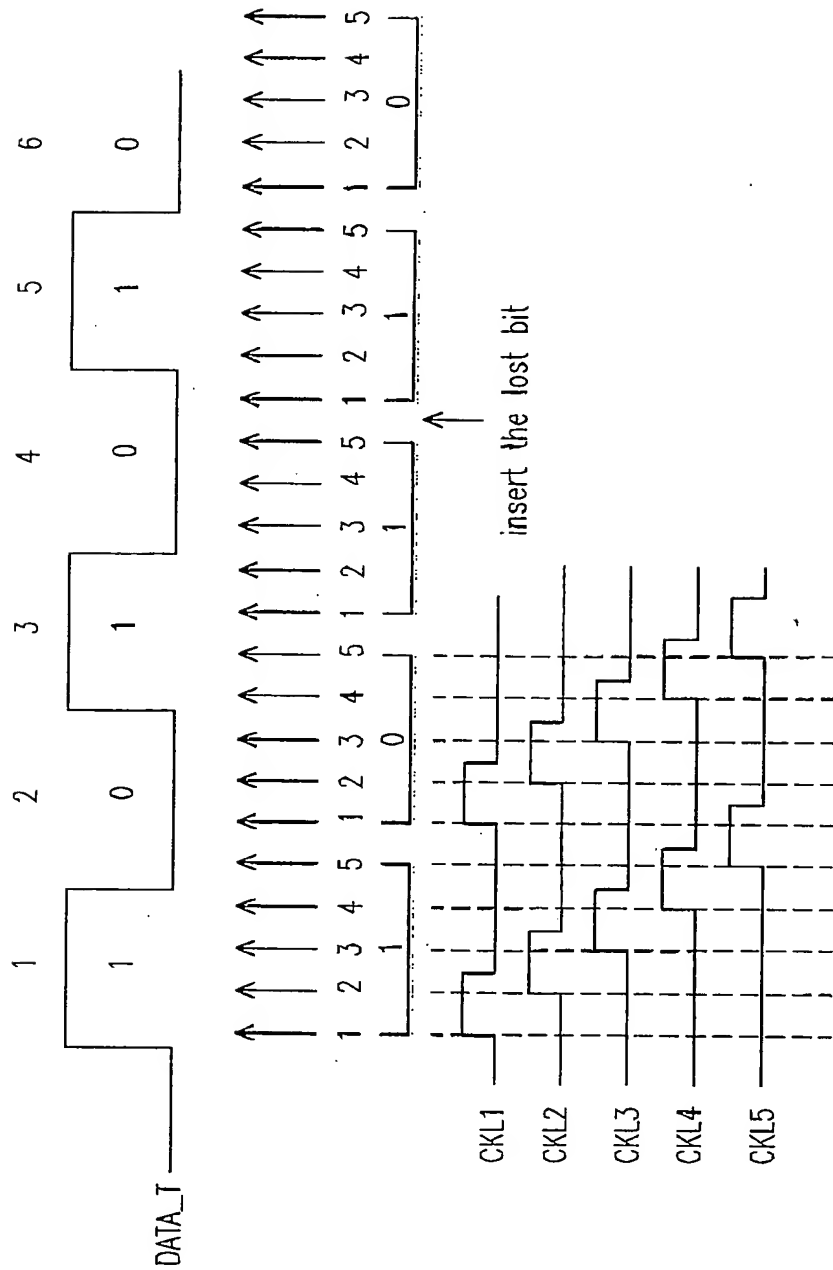 1 2 3 4 5 6
DATA_T 1 0 1 0 1 0
1 2 3 4 5 1 2 3 4 5 1 2 3 4 5 1 2 3 4 5 1 2 3 4 5
1 0 1 1 0
insert the lost bit
CKL1
CKL2
CKL3
CKL4
CKL5